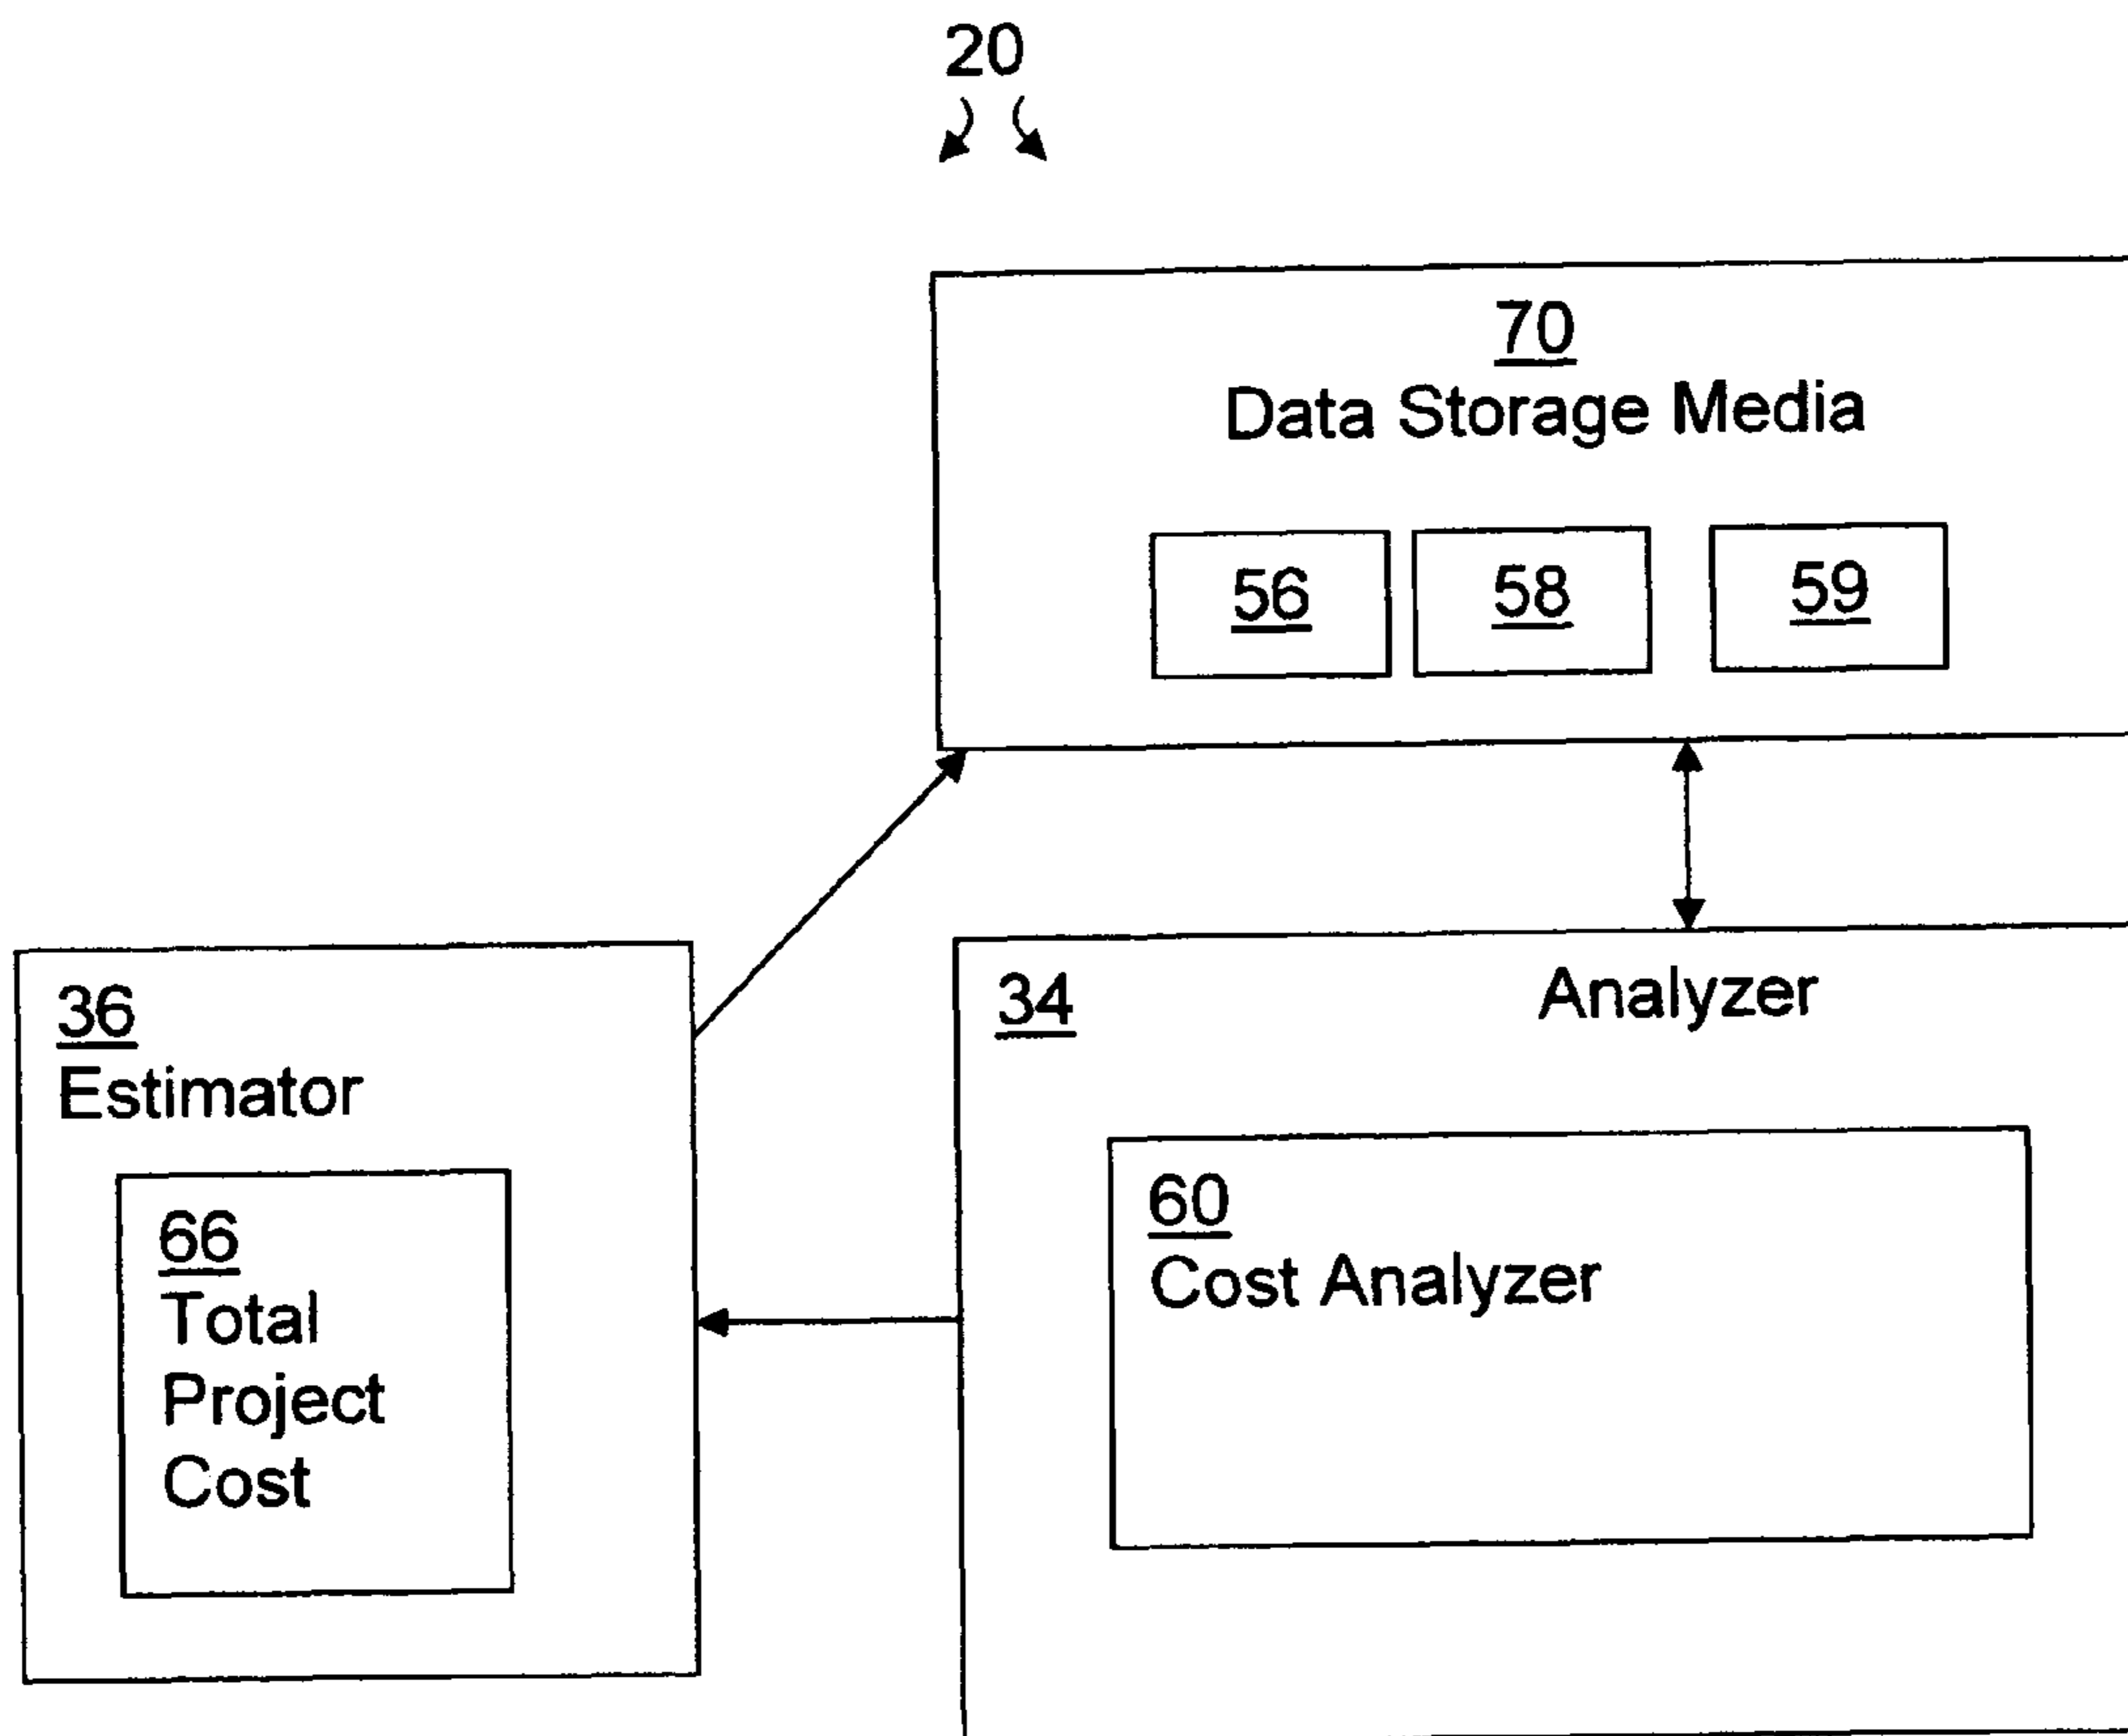 20
70
Data Storage Media
56 58 59
36
Estimator
66
Total
Project
Cost
34 Analyzer
60
Cost Analyzer